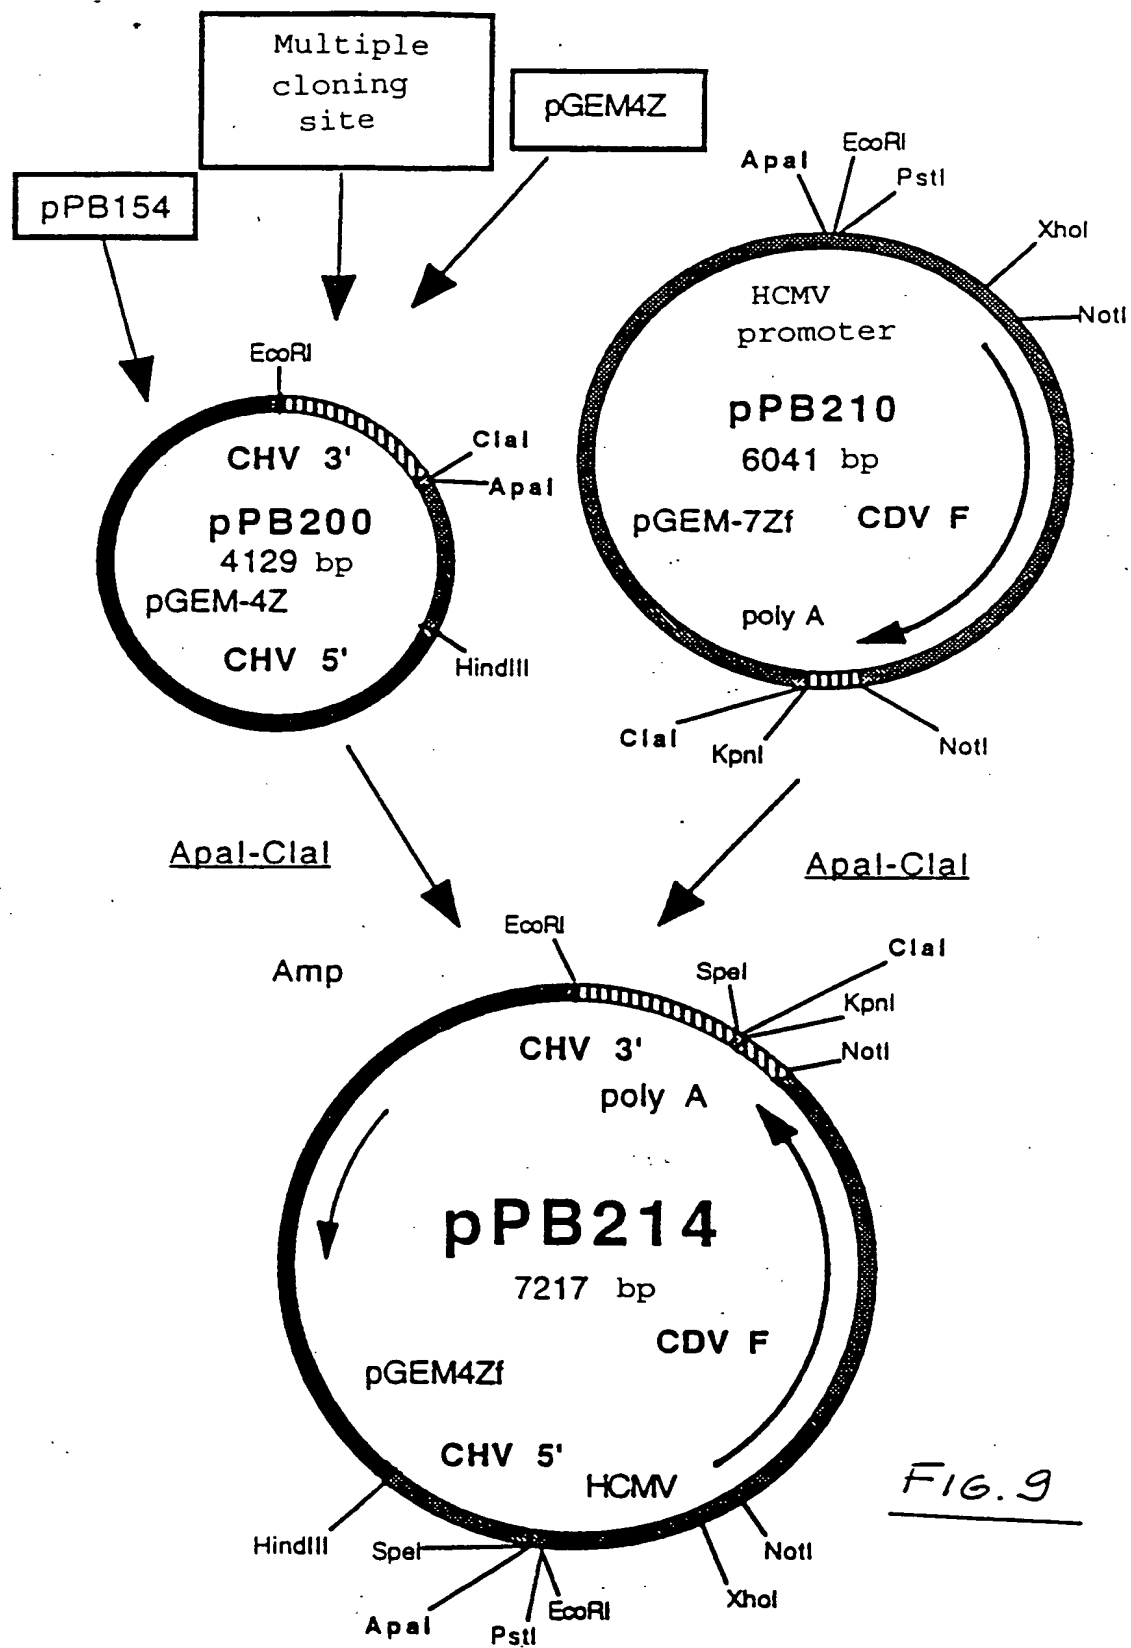 Multiple
cloning
site
pGEM4Z
pPB154
EcoRI
ApaI
PstI
XhoI
NotI
HCMV
promoter
EcoRI
pPB210
6041 bp
ClaI
CHV 3'
ApaI
pPB200
pGEM-7Zf
CDV F
4129 bp
pGEM-4Z
poly A
CHV 5'
HindIII
ClaI
KpnI
NotI
ApaI-ClaI
ApaI-ClaI
EcoRI
ClaI
Amp
SpeI
KpnI
CHV 3'
NotI
poly A
pPB214
7217 bp
CDV F
pGEM4Zf
CHV 5'
HCMV
FIG. 9
HindIII
SpeI
NotI
XhoI
EcoRI
ApaI
PstI